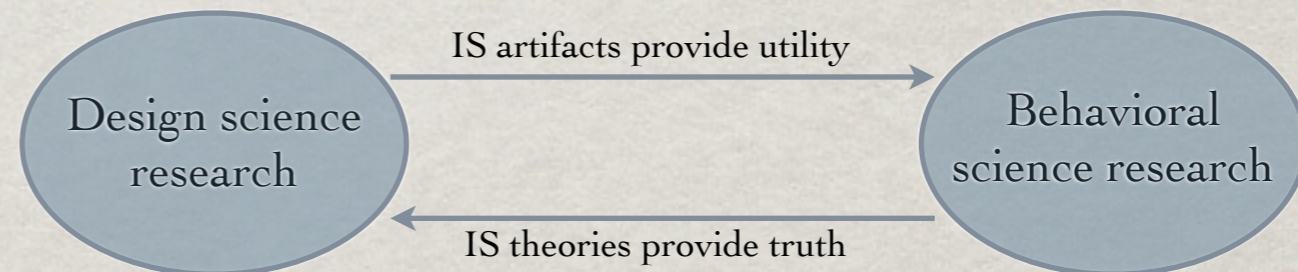 IS artifacts provide utility
Design science
research
Behavioral
science research
IS theories provide truth